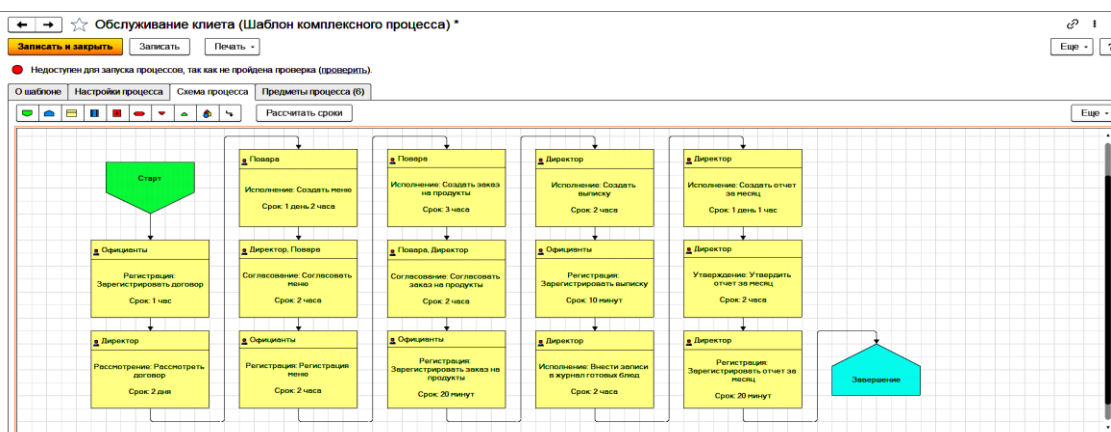 Обслуживание клиета (Шаблон комплексного процесса) *
Записать и закрыть
Записать
Печать
Еще
?
Недоступен для запуска процессов, так как не пройдена проверка (проверить).
О шаблоне
Настройки процесса
Схема процесса
Предметы процесса (6)
Рассчитать сроки
Еще
Старт
Официанты
Регистрация:
Зарегистрировать договор
Срок: 1 час
Директор
Рассмотрение: Рассмотреть
договор
Срок: 2 дня
Повара
Исполнение: Создать меню
Срок: 1 день 2 часа
Директор, Повара
Согласование: Согласовать
меню
Срок: 2 часа
Официанты
Регистрация: Регистрация
меню
Срок: 2 часа
Повара
Исполнение: Создать заказ
на продукты
Срок: 3 часа
Повара, Директор
Согласование: Согласовать
заказ на продукты
Срок: 2 часа
Официанты
Регистрация:
Зарегистрировать заказ на
продукты
Срок: 20 минут
Директор
Исполнение: Создать
выписку
Срок: 2 часа
Официанты
Регистрация:
Зарегистрировать выписку
Срок: 10 минут
Директор
Исполнение: Внести записи
в журнал готовых блюд
Срок: 2 часа
Директор
Исполнение: Создать отчет
за месяц
Срок: 1 день 1 час
Директор
Утверждение: Утвердить
отчет за месяц
Срок: 2 часа
Директор
Регистрация:
Зарегистрировать отчет за
месяц
Срок: 20 минут
Завершение